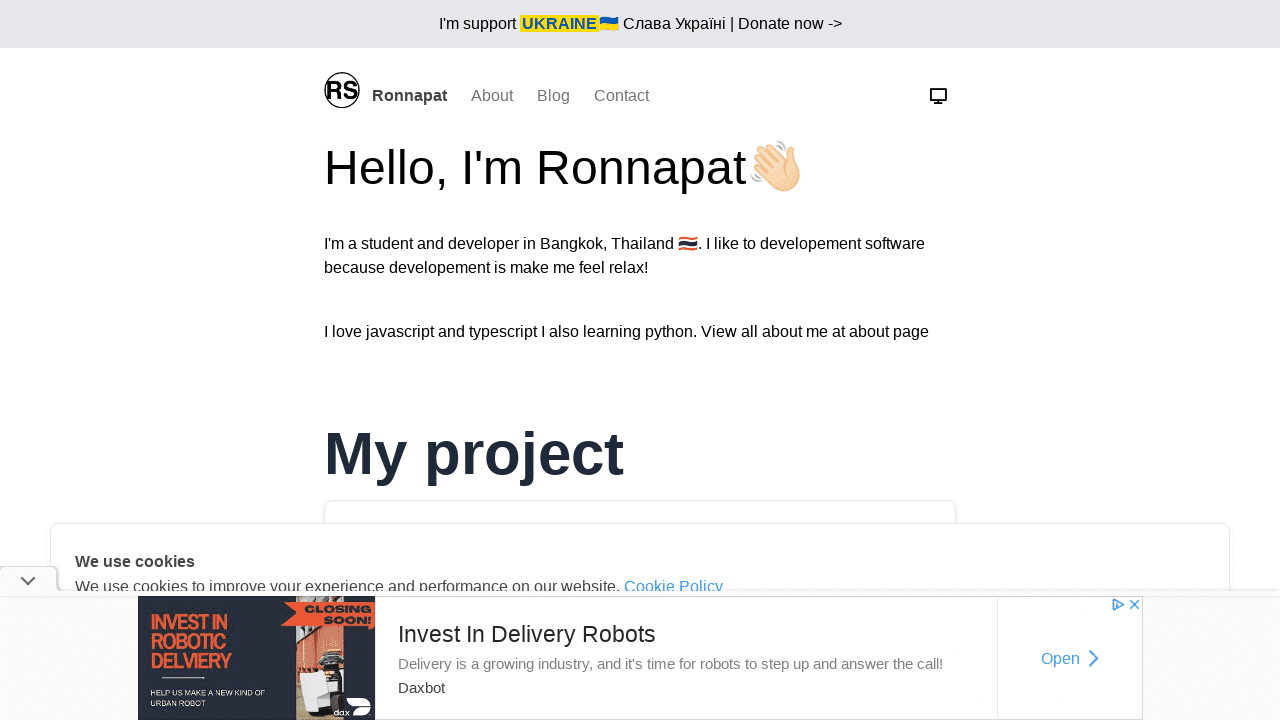 I'm support UKRAINE🇺🇦 Слава Україні | Donate now ->
RS Ronnapat About Blog Contact
Hello, I'm Ronnapat👋🏻
I'm a student and developer in Bangkok, Thailand 🇹🇭. I like to developement software
because developement is make me feel relax!
I love javascript and typescript I also learning python. View all about me at about page
My project
We use cookies
We use cookies to improve your experience and performance on our website. Cookie Policy
INVEST IN
ROBOTIC
DELVIERY
HELP US MAKE A NEW KIND OF
URBAN ROBOT
CLOSING
SOON!
dax
Invest In Delivery Robots
Delivery is a growing industry, and it's time for robots to step up and answer the call!
Daxbot
Open